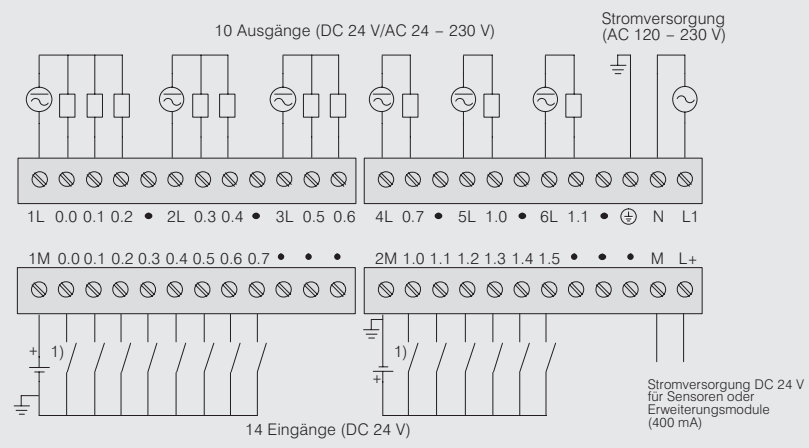 10 Ausgänge (DC 24 V/AC 24 – 230 V)
Stromversorgung
(AC 120 – 230 V)
1L 0.0 0.1 0.2 • 2L 0.3 0.4 • 3L 0.5 0.6
4L 0.7 • 5L 1.0 • 6L 1.1 • N L1
1M 0.0 0.1 0.2 0.3 0.4 0.5 0.6 0.7 • • •
2M 1.0 1.1 1.2 1.3 1.4 1.5 • • • M L+
+ 1)
1)
+
14 Eingänge (DC 24 V)
Stromversorgung DC 24 V
für Sensoren oder
Erweiterungsmodule
(400 mA)